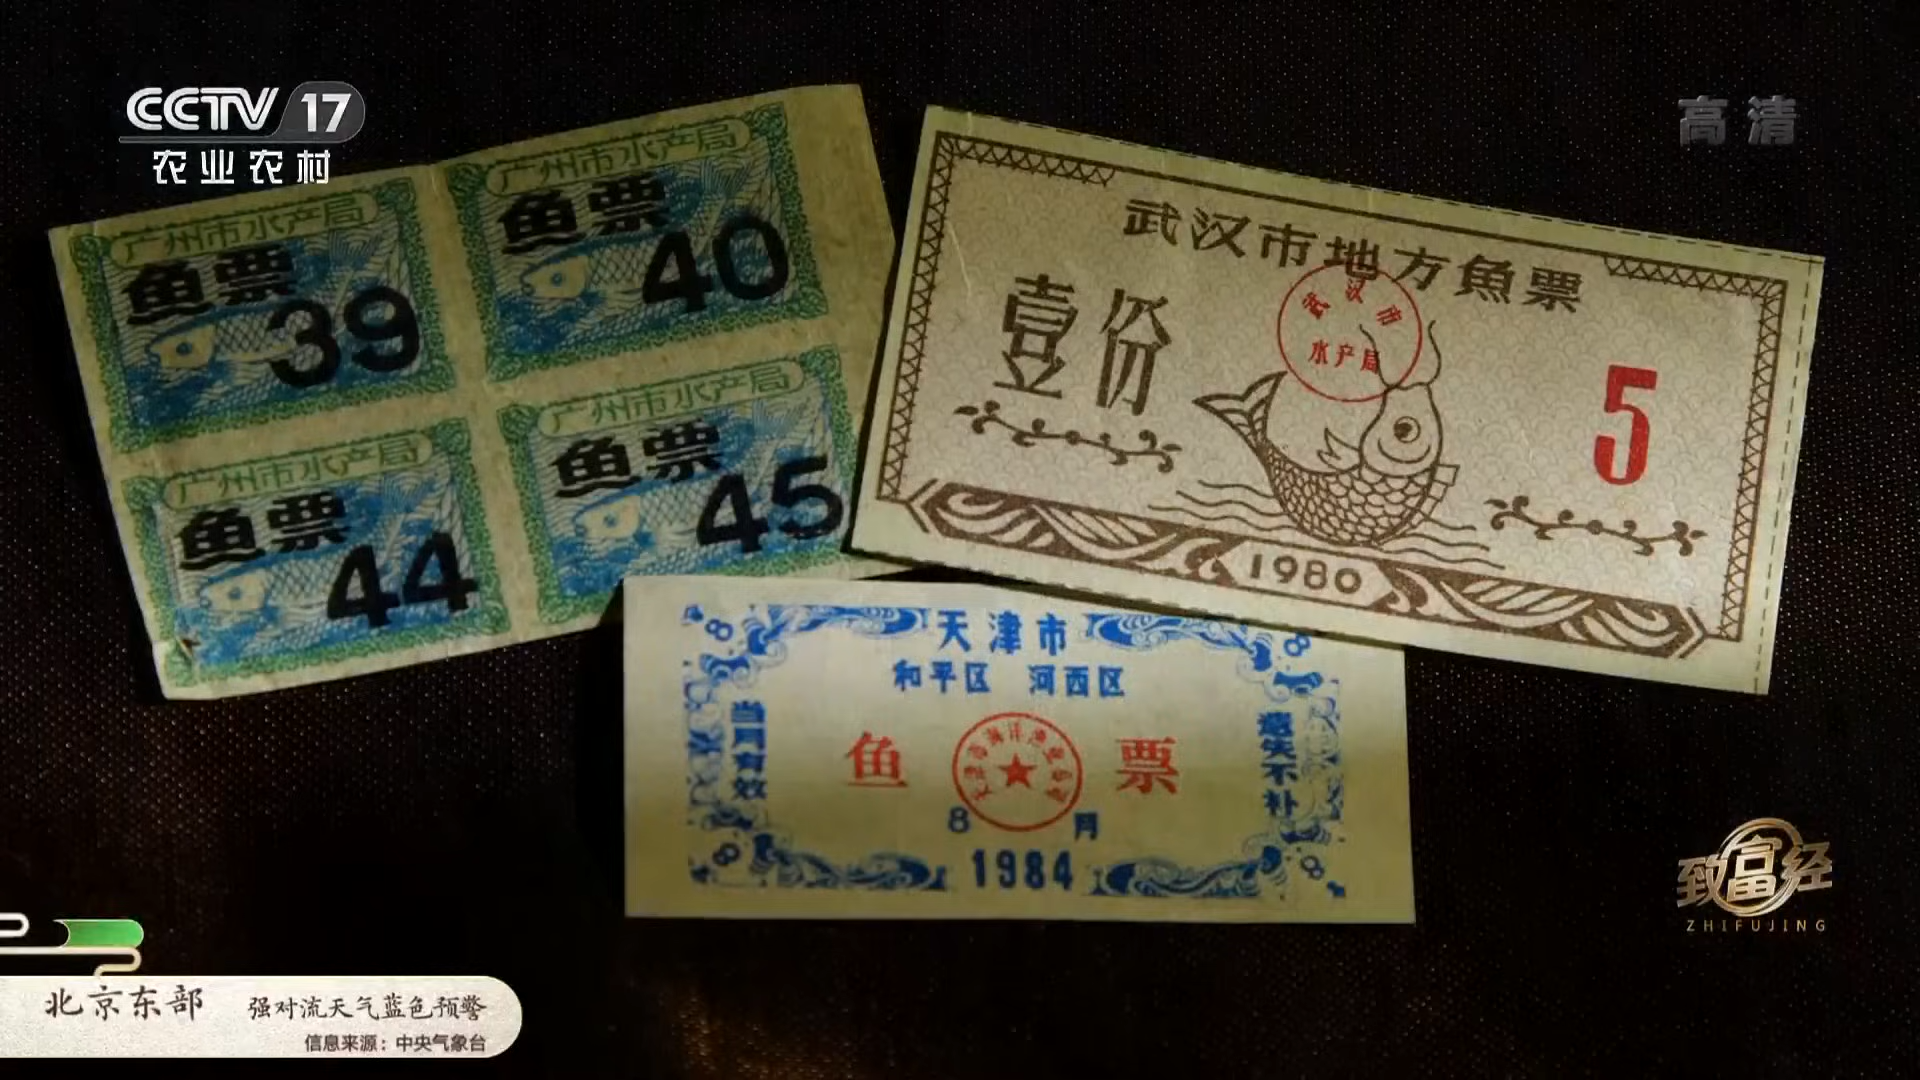 CCTV 17
农业农村
高清
广州市水产局
鱼票
39
广州市水产局
鱼票
40
广州市水产局
鱼票
44
广州市水产局
鱼票
45
武汉市地方魚票
壹份
武汉市
水产局
5
1980
8
天津市
8
和平区 河西区
当月有效
鱼
票
遗失不补
8 月
8
1984
8
致富经
ZHIFUJING
北京东部
强对流天气蓝色预警
信息来源：中央气象台